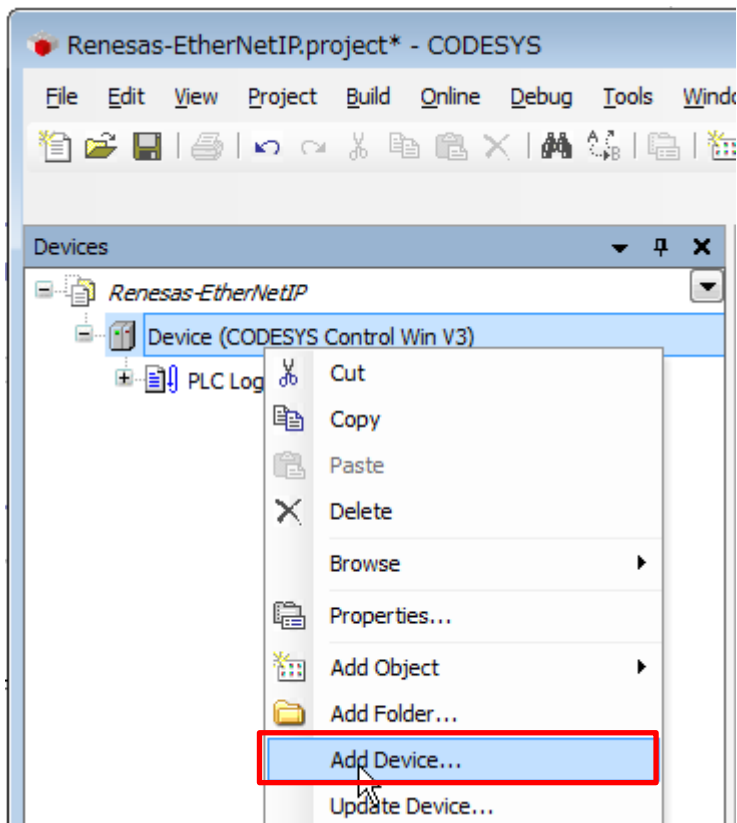 Renesas-EtherNetIP.project* - CODESYS
File Edit View Project Build Online Debug Tools Windo
Devices
Renesas-EtherNetIP
Device (CODESYS Control Win V3)
PLC Log
Cut
Copy
Paste
Delete
Browse
Properties...
Add Object
Add Folder...
Add Device...
Update Device...